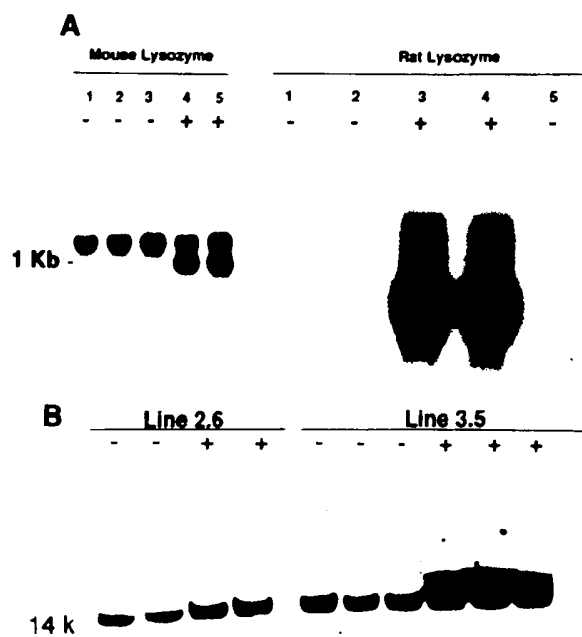 A
Mouse Lysozyme Rat Lysozyme
1 2 3 4 5 1 2 3 4 5
- - - + + - - + + -
1 Kb -
B
Line 2.6 Line 3.5
- - + + - - - + + +
14 k